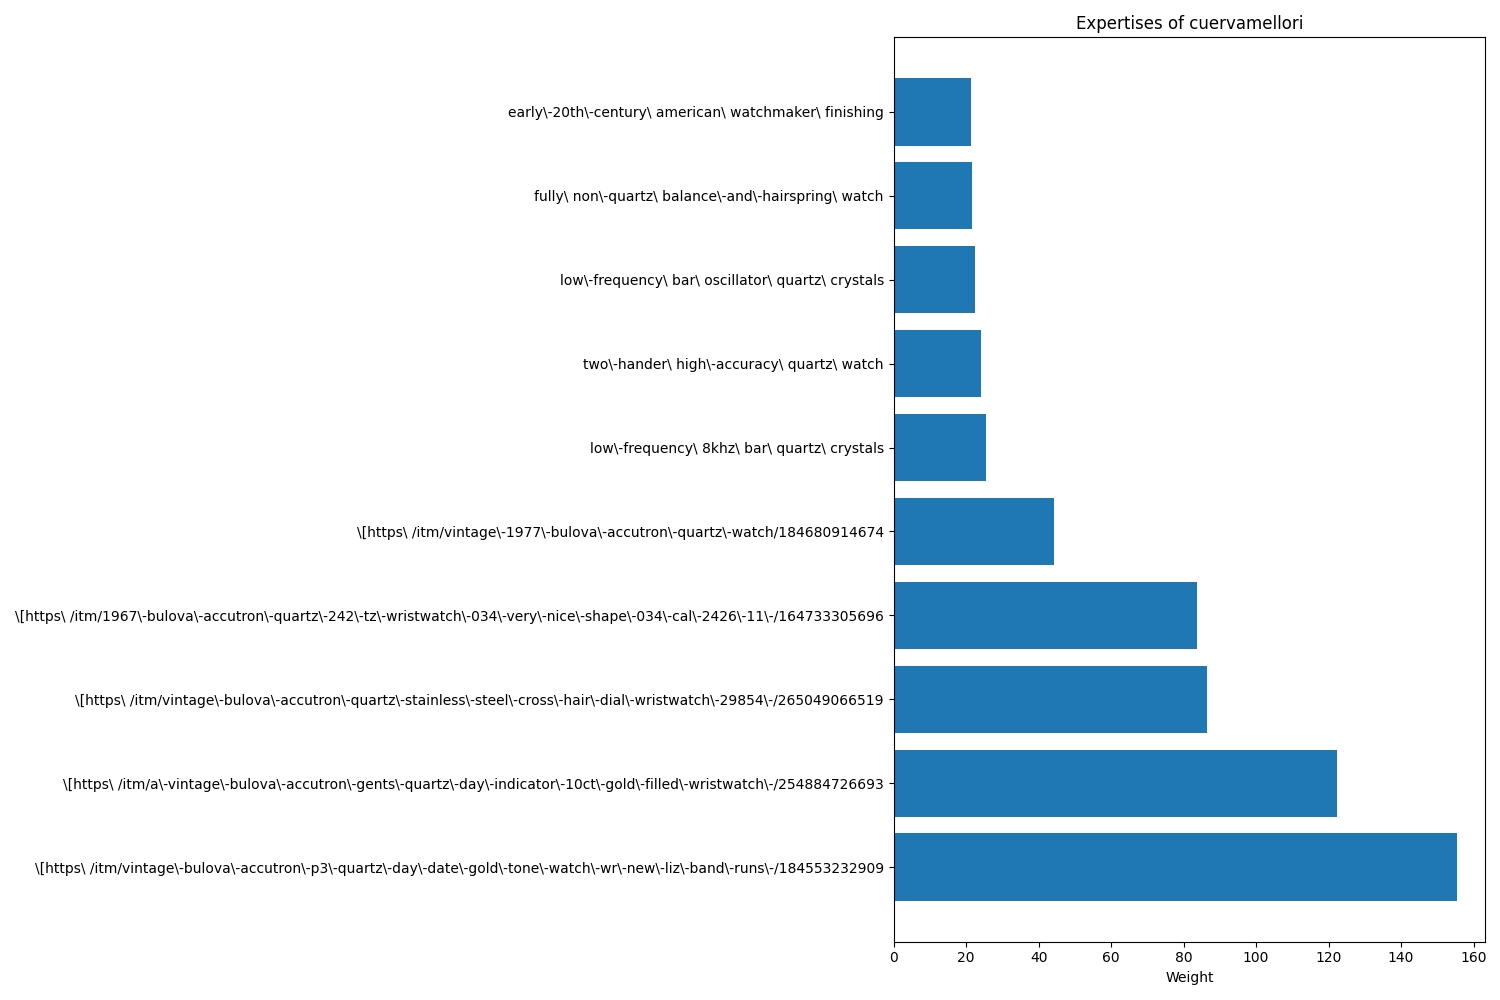 Expertises of cuervamellori
early\-20th\-century\ american\ watchmaker\ finishing
fully\ non\-quartz\ balance\-and\-hairspring\ watch
low\-frequency\ bar\ oscillator\ quartz\ crystals
two\-hander\ high\-accuracy\ quartz\ watch
low\-frequency\ 8khz\ bar\ quartz\ crystals
\[https\ /itm/vintage\-1977\-bulova\-accutron\-quartz\-watch/184680914674
\[https\ /itm/1967\-bulova\-accutron\-quartz\-242\-tz\-wristwatch\-034\-very\-nice\-shape\-034\-cal\-2426\-11\-/164733305696
\[https\ /itm/vintage\-bulova\-accutron\-quartz\-stainless\-steel\-cross\-hair\-dial\-wristwatch\-29854\-/265049066519
\[https\ /itm/a\-vintage\-bulova\-accutron\-gents\-quartz\-day\-indicator\-10ct\-gold\-filled\-wristwatch\-/254884726693
\[https\ /itm/vintage\-bulova\-accutron\-p3\-quartz\-day\-date\-gold\-tone\-watch\-wr\-new\-liz\-band\-runs\-/184553232909
0 20 40 60 80 100 120 140 160
Weight